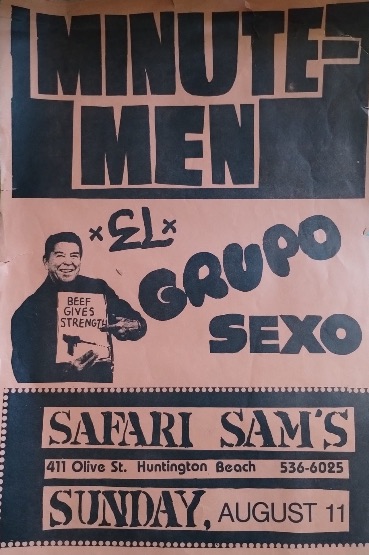 MINUTE-
MEN
*EL*
GRUPO
SEXO
BEEF
GIVES
STRENGTH
SAFARI SAM'S
411 Olive St. Huntington Beach 536-6025
SUNDAY, AUGUST 11